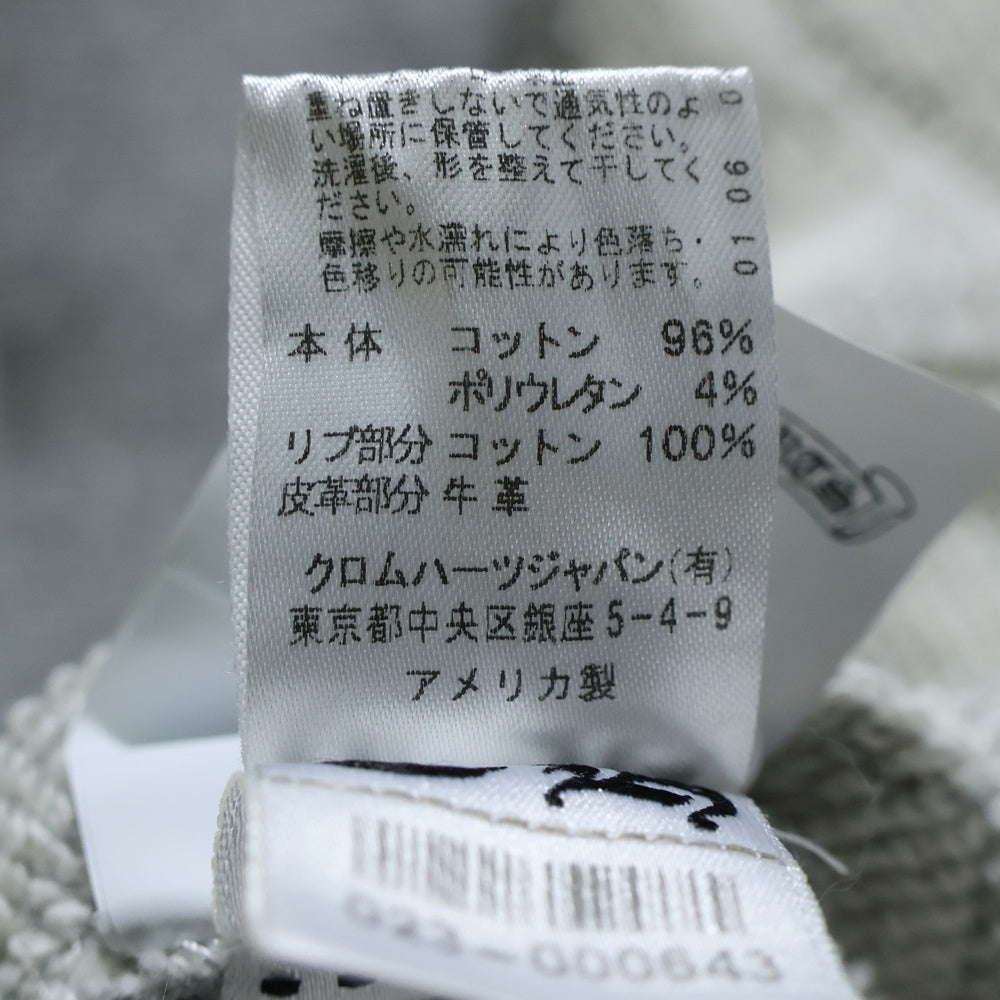 重ね置きしないで通気性のよ
い場所に保管してください。
洗濯後、形を整えて干してく
ださい。
摩擦や水濡れにより色落ち・
色移りの可能性があります。
01 06 0
本体 コットン 96%
ポリウレタン 4%
リブ部分 コットン 100%
皮革部分 牛革
クロムハーツジャパン(有)
東京都中央区銀座5-4-9
アメリカ製
023-000643